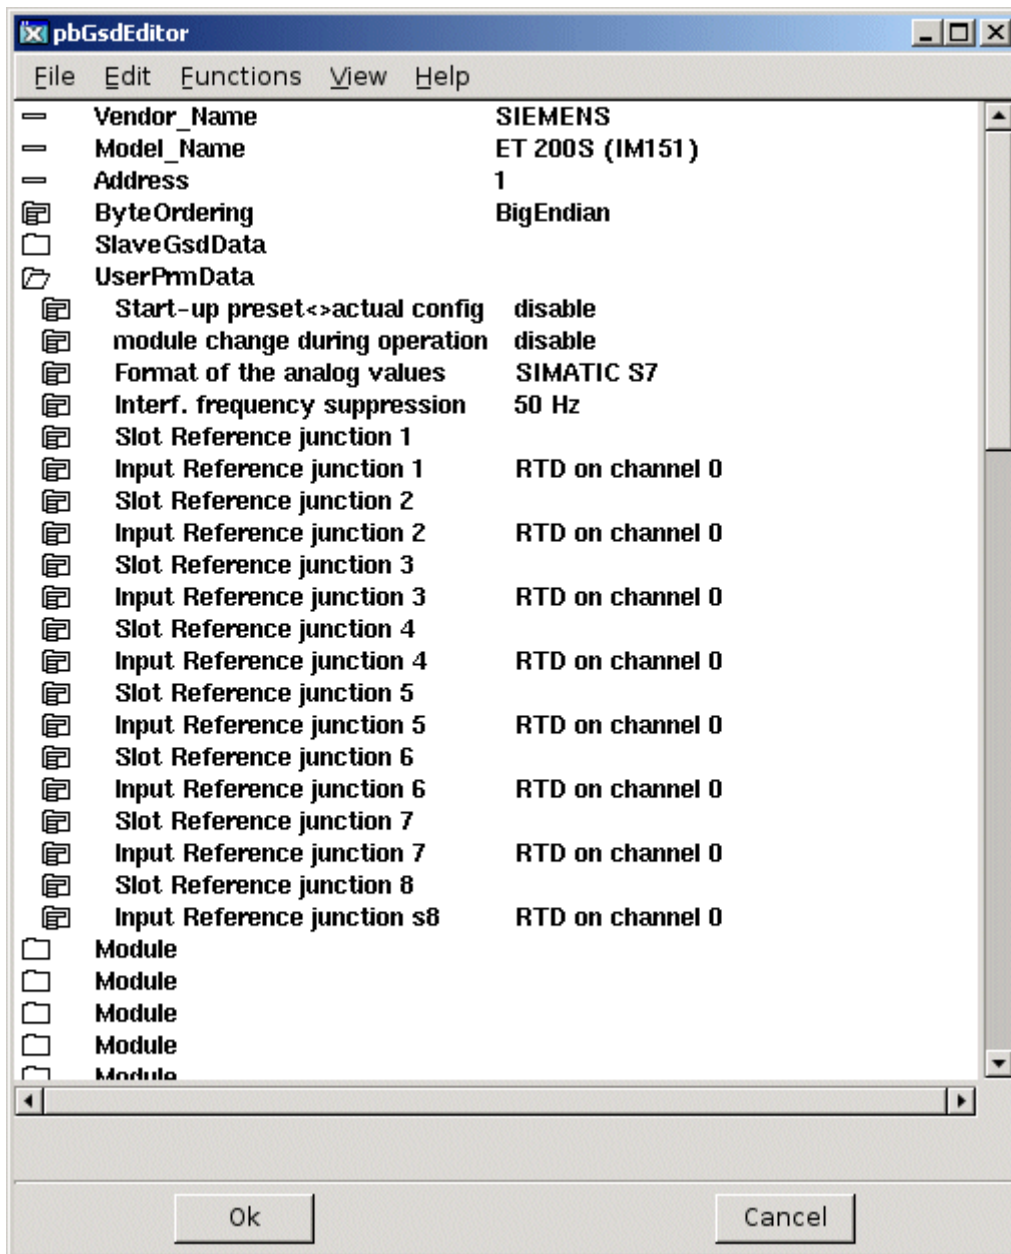 pbGsdEditor
File Edit Functions View Help
Vendor_Name SIEMENS
Model_Name ET 200S (IM151)
Address 1
ByteOrdering BigEndian
SlaveGsdData
UserPrmData
Start-up preset<>actual config disable
module change during operation disable
Format of the analog values SIMATIC S7
Interf. frequency suppression 50 Hz
Slot Reference junction 1
Input Reference junction 1 RTD on channel 0
Slot Reference junction 2
Input Reference junction 2 RTD on channel 0
Slot Reference junction 3
Input Reference junction 3 RTD on channel 0
Slot Reference junction 4
Input Reference junction 4 RTD on channel 0
Slot Reference junction 5
Input Reference junction 5 RTD on channel 0
Slot Reference junction 6
Input Reference junction 6 RTD on channel 0
Slot Reference junction 7
Input Reference junction 7 RTD on channel 0
Slot Reference junction 8
Input Reference junction s8 RTD on channel 0
Module
Module
Module
Module
Module
Ok Cancel